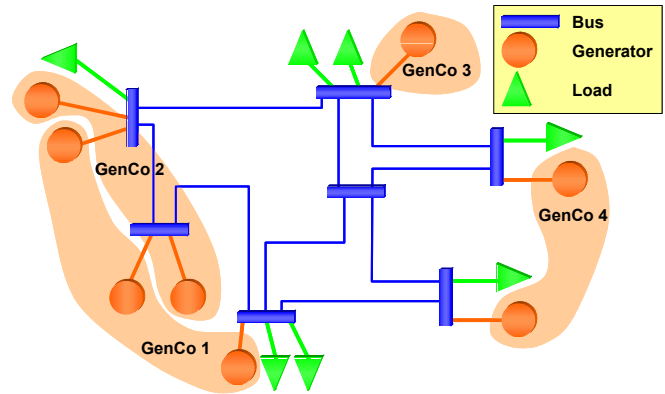 Bus
Generator
Load
GenCo 3
GenCo 2
GenCo 4
GenCo 1